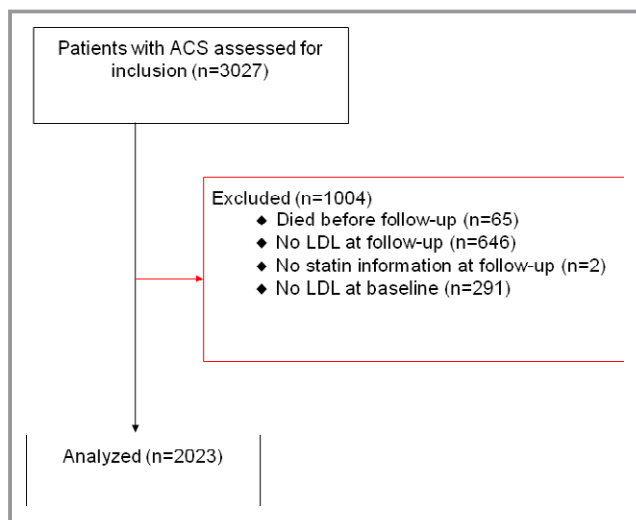 Patients with ACS assessed for
inclusion (n=3027)
Excluded (n=1004)
◆ Died before follow-up (n=65)
◆ No LDL at follow-up (n=646)
◆ No statin information at follow-up (n=2)
◆ No LDL at baseline (n=291)
Analyzed (n=2023)